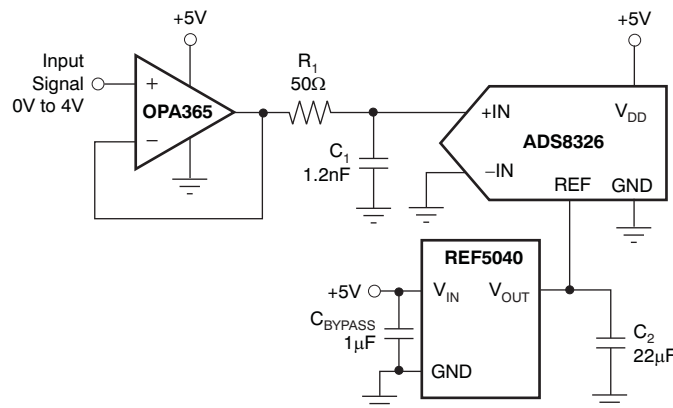 +5V
Input
Signal
0V to 4V
+
OPA365
−
R1
50Ω
C1
1.2nF
+5V
+IN
VDD
ADS8326
−IN
REF
GND
REF5040
+5V
VIN
VOUT
CBYPASS
1μF
GND
C2
22μF